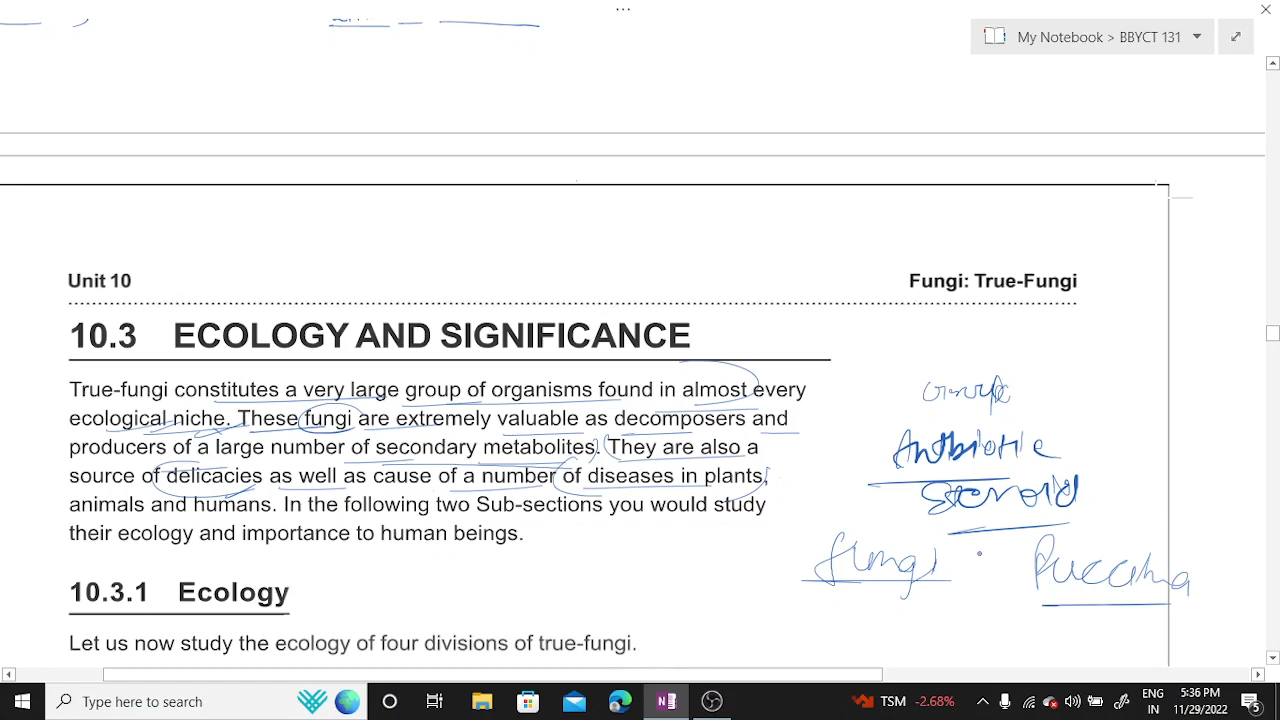 My Notebook > BBYCT 131
Unit 10
Fungi: True-Fungi
10.3 ECOLOGY AND SIGNIFICANCE
True-fungi constitutes a very large group of organisms found in almost every
ecological niche. These fungi are extremely valuable as decomposers and
producers of a large number of secondary metabolites. They are also a
source of delicacies as well as cause of a number of diseases in plants,
animals and humans. In the following two Sub-sections you would study
their ecology and importance to human beings.
Antbiotic
Steroid
fungi
Puccinia
10.3.1 Ecology
Let us now study the ecology of four divisions of true-fungi.
Type here to search
TSM -2.68%
ENG
IN
5:36 PM
11/29/2022
5